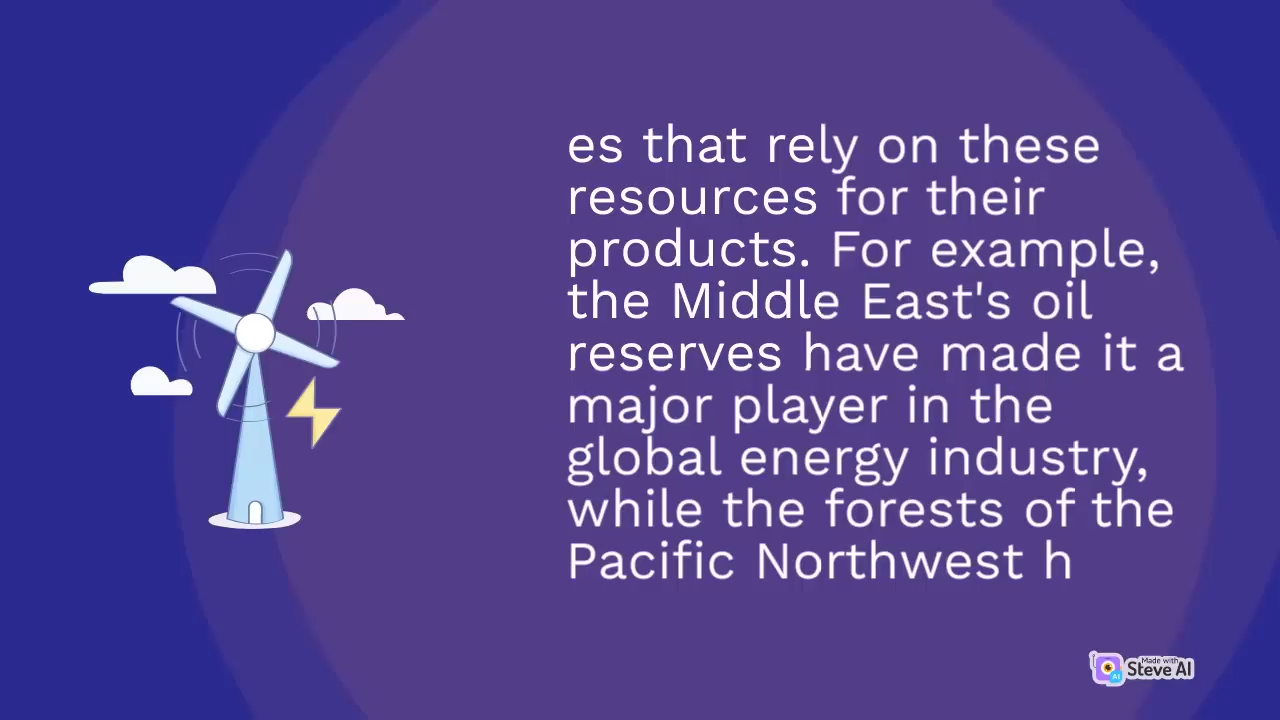 es that rely on these
resources for their
products. For example,
the Middle East's oil
reserves have made it a
major player in the
global energy industry,
while the forests of the
Pacific Northwest h
Made with
Steve AI
AI